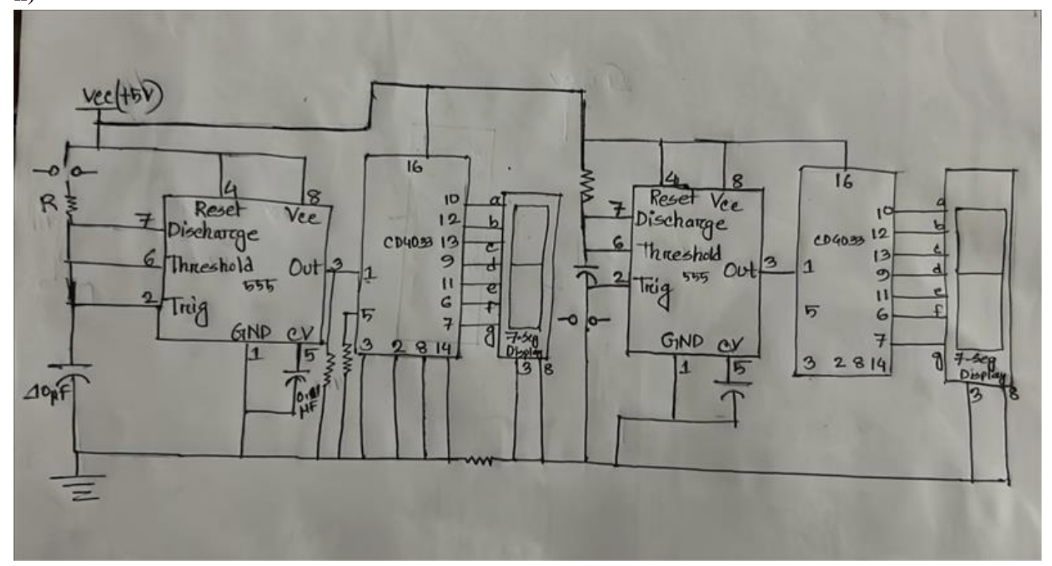 Vcc(+5V)
R
10µF
4
8
Reset
Vcc
7
Discharge
6
Threshold
555
Out
3
2
Trig
GND
CV
1
5
0.01
µF
16
10
a
12
b
CD4033
13
c
9
d
1
11
e
5
6
f
7
g
3 2 8 14
7-seg
Display
3 8
4
8
Reset Vcc
7
Discharge
6
Threshold
555
Out
3
2
Trig
GND
CV
1
5
16
10
a
12
b
CD4033
13
c
1
9
d
11
e
5
6
f
7
g
3 2 8 14
7-seg
Display
3
8